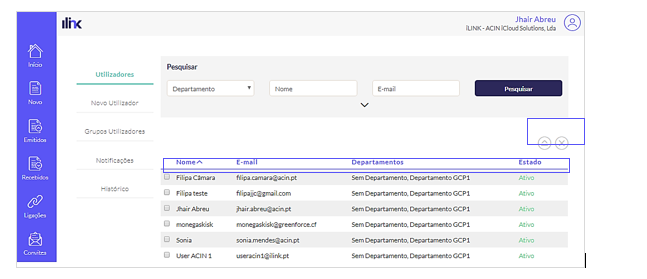 ilink
Jhair Abreu
iLINK - ACIN iCloud Solutions, Lda
Início
Novo
Emitidos
Recebidos
Ligações
Convites
Utilizadores
Novo Utilizador
Grupos Utilizadores
Notificações
Histórico
Pesquisar
Departamento Nome E-mail Pesquisar
Nome E-mail Departamentos Estado
Filipa Câmara filipa.camara@acin.pt Sem Departamento, Departamento GCP1 Ativo
Filipa teste filipajjc@gmail.com Sem Departamento, Departamento GCP1 Ativo
Jhair Abreu jhair.abreu@acin.pt Sem Departamento, Departamento GCP1 Ativo
monegaskisk monegaskisk@greenforce.cf Sem Departamento, Departamento GCP1 Ativo
Sonia sonia.mendes@acin.pt Sem Departamento, Departamento GCP1 Ativo
User ACIN 1 useracin1@ilink.pt Sem Departamento, Departamento GCP1 Ativo